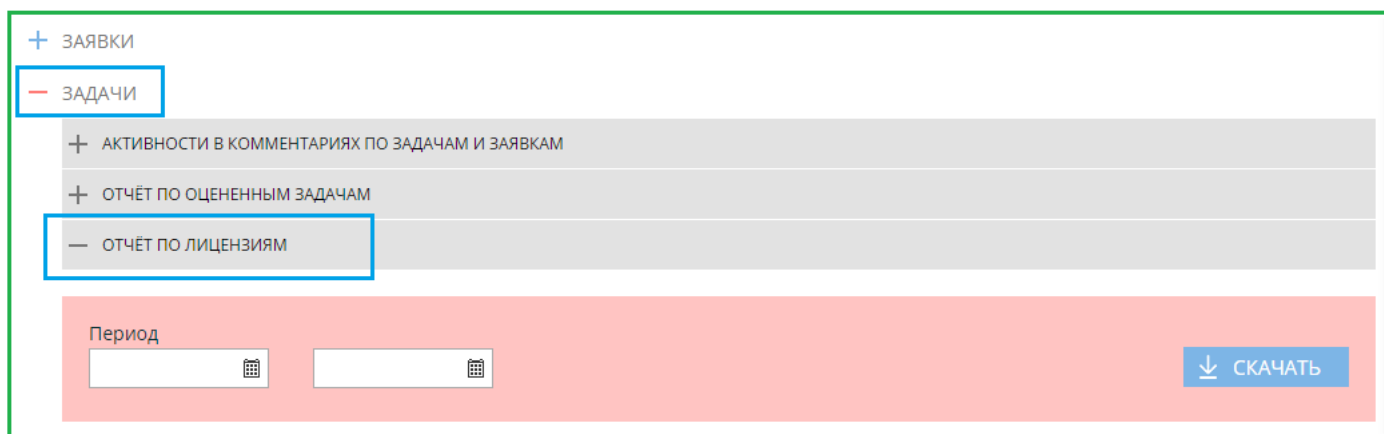 ЗАЯВКИ
ЗАДАЧИ
АКТИВНОСТИ В КОММЕНТАРИЯХ ПО ЗАДАЧАМ И ЗАЯВКАМ
ОТЧЁТ ПО ОЦЕНЕННЫМ ЗАДАЧАМ
ОТЧЁТ ПО ЛИЦЕНЗИЯМ
Период
СКАЧАТЬ